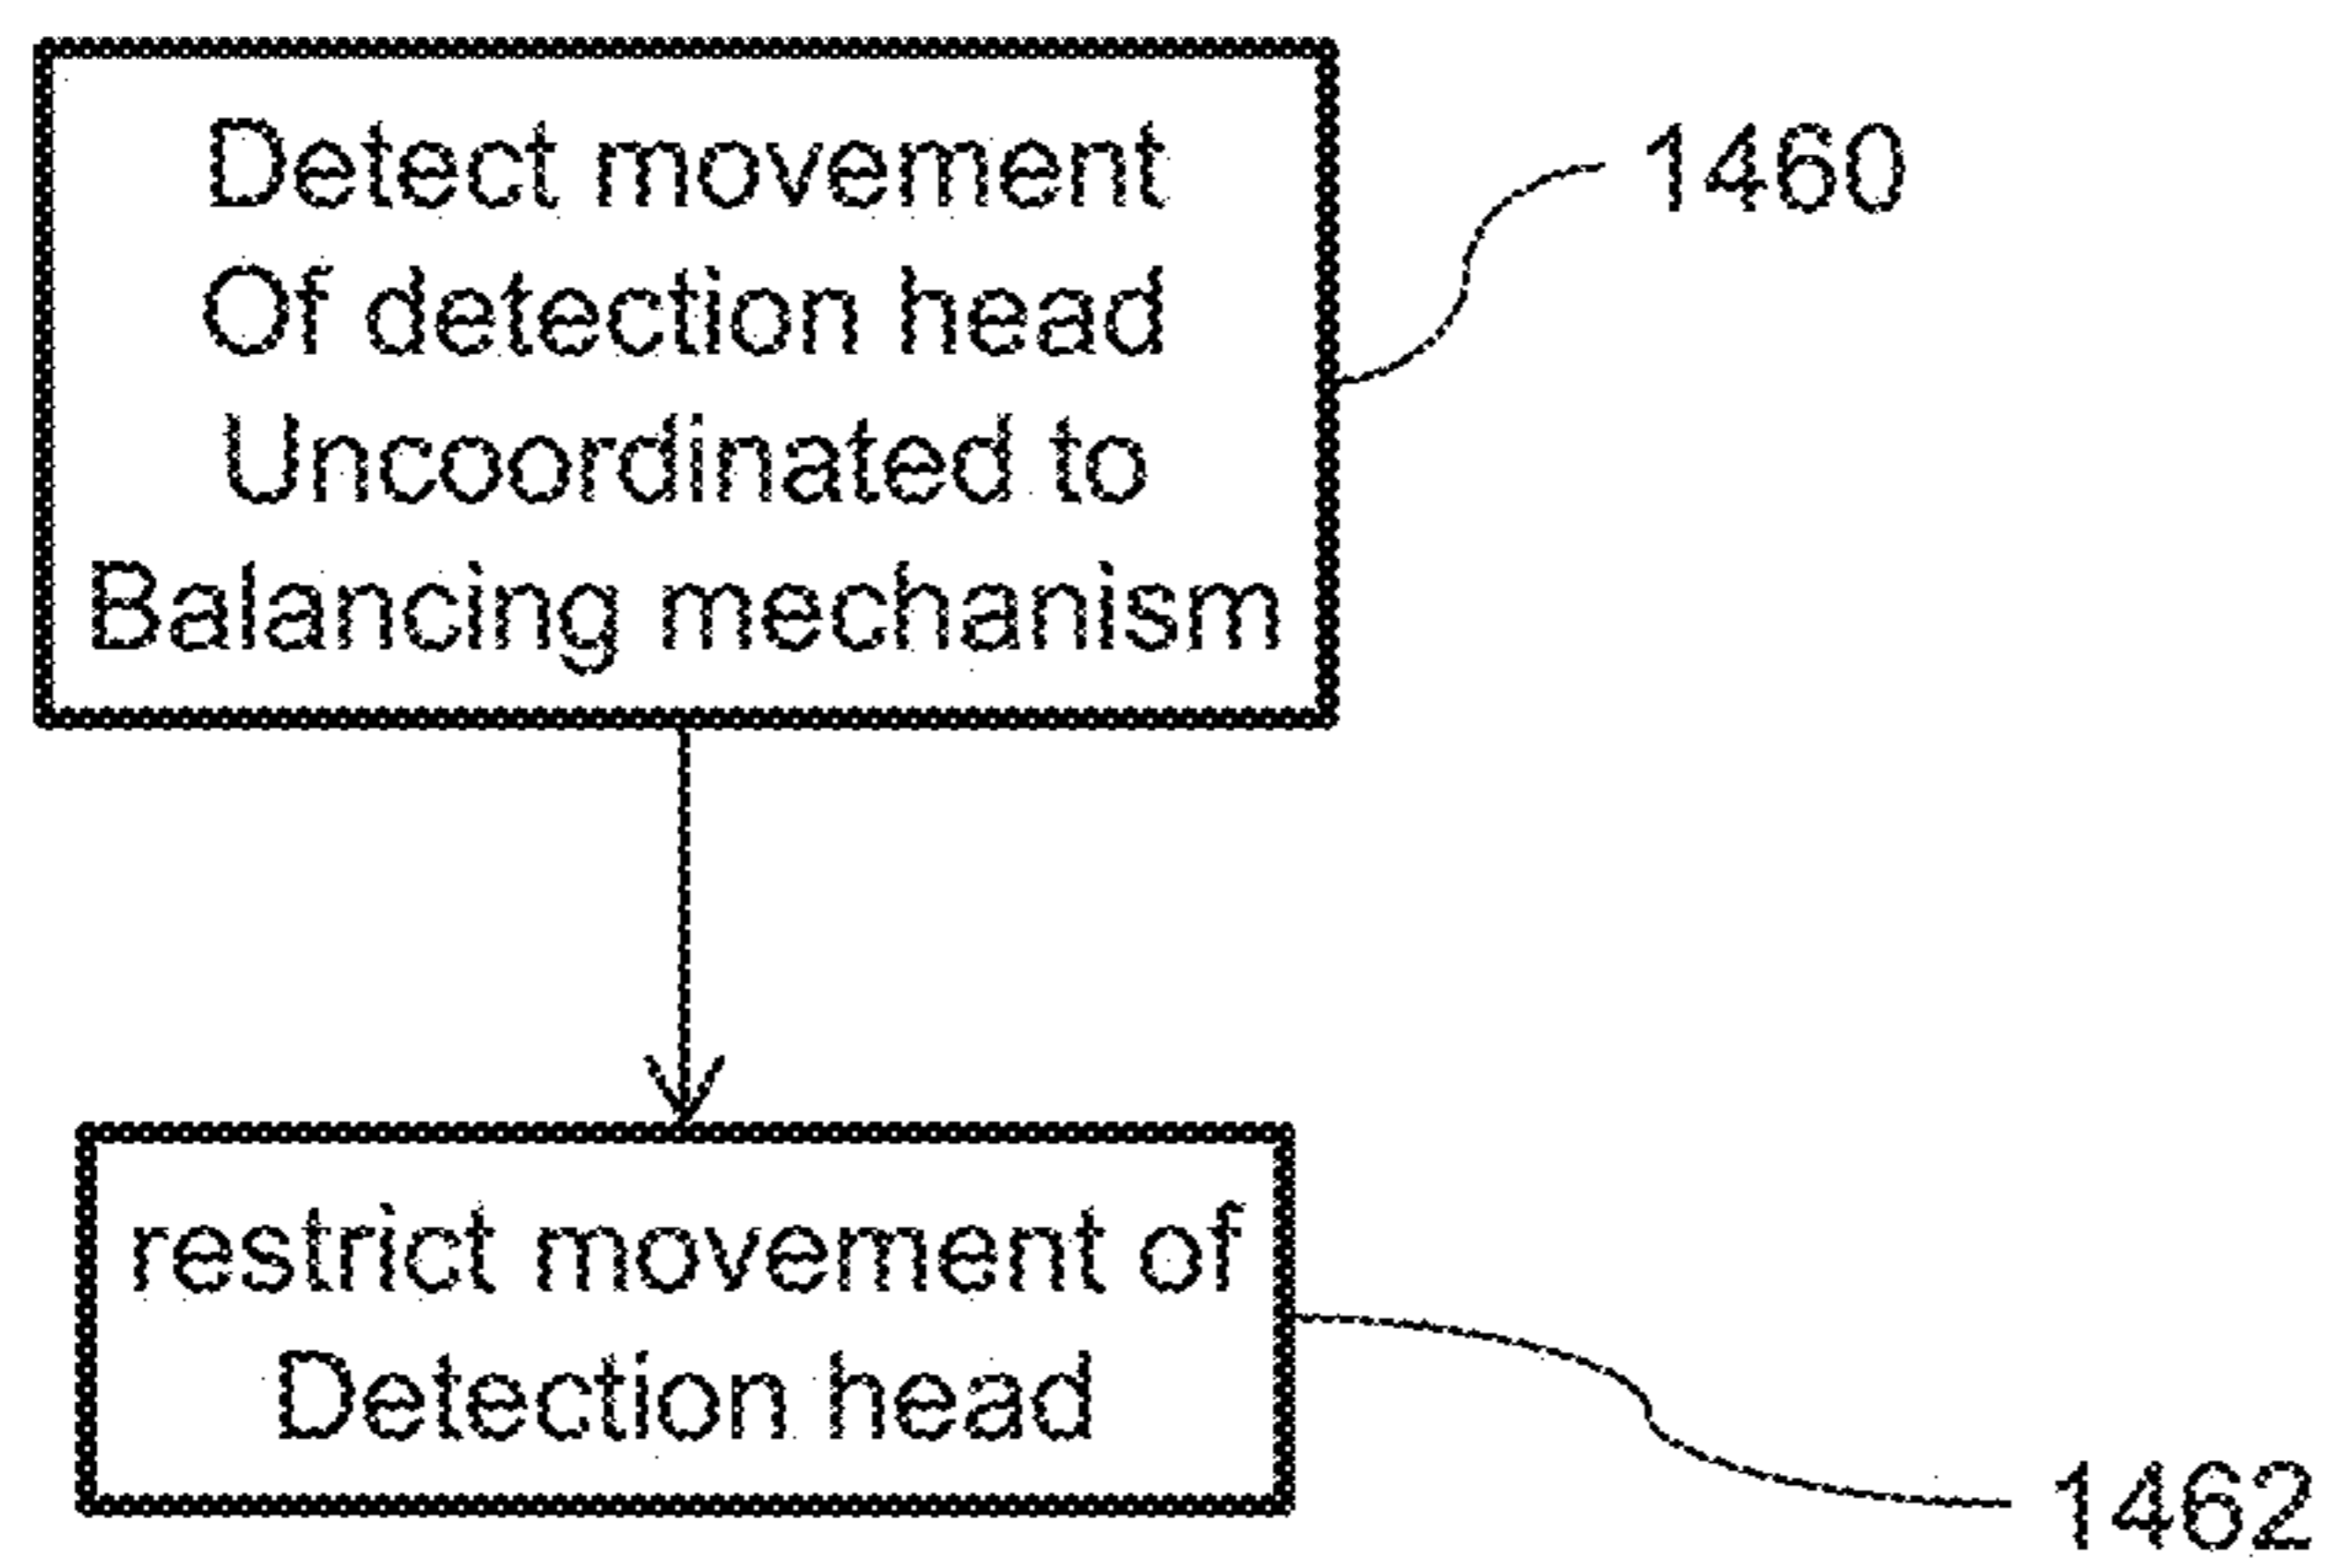 Detect movement
Of detection head
Uncoordinated to
Balancing mechanism
1460
restrict movement of
Detection head
1462